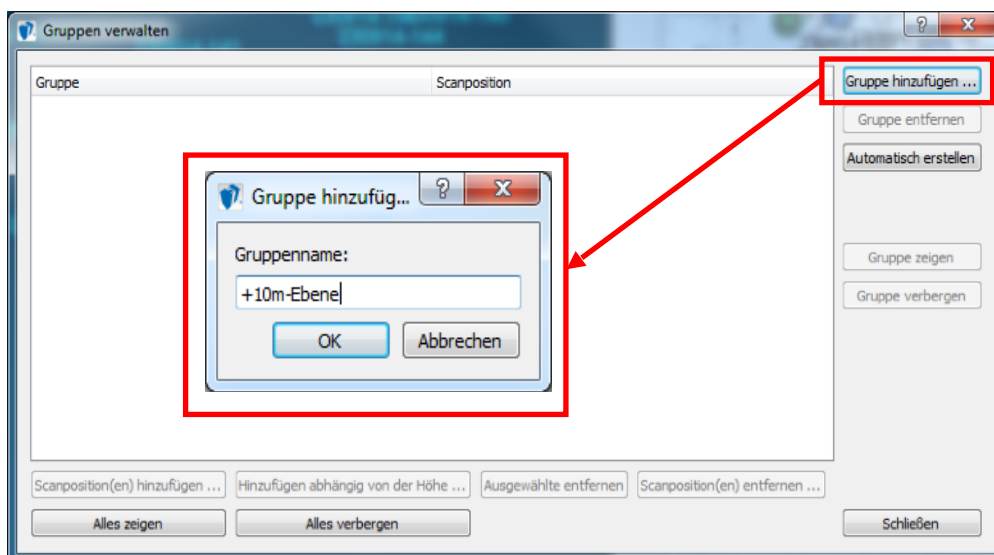 Gruppen verwalten
Gruppe Scanposition
Gruppe hinzufügen ...
Gruppe entfernen
Automatisch erstellen
Gruppe hinzufüg...
Gruppenname:
+10m-Ebene
OK Abbrechen
Gruppe zeigen
Gruppe verbergen
Scanposition(en) hinzufügen ... Hinzufügen abhängig von der Höhe ... Ausgewählte entfernen Scanposition(en) entfernen ...
Alles zeigen Alles verbergen Schließen